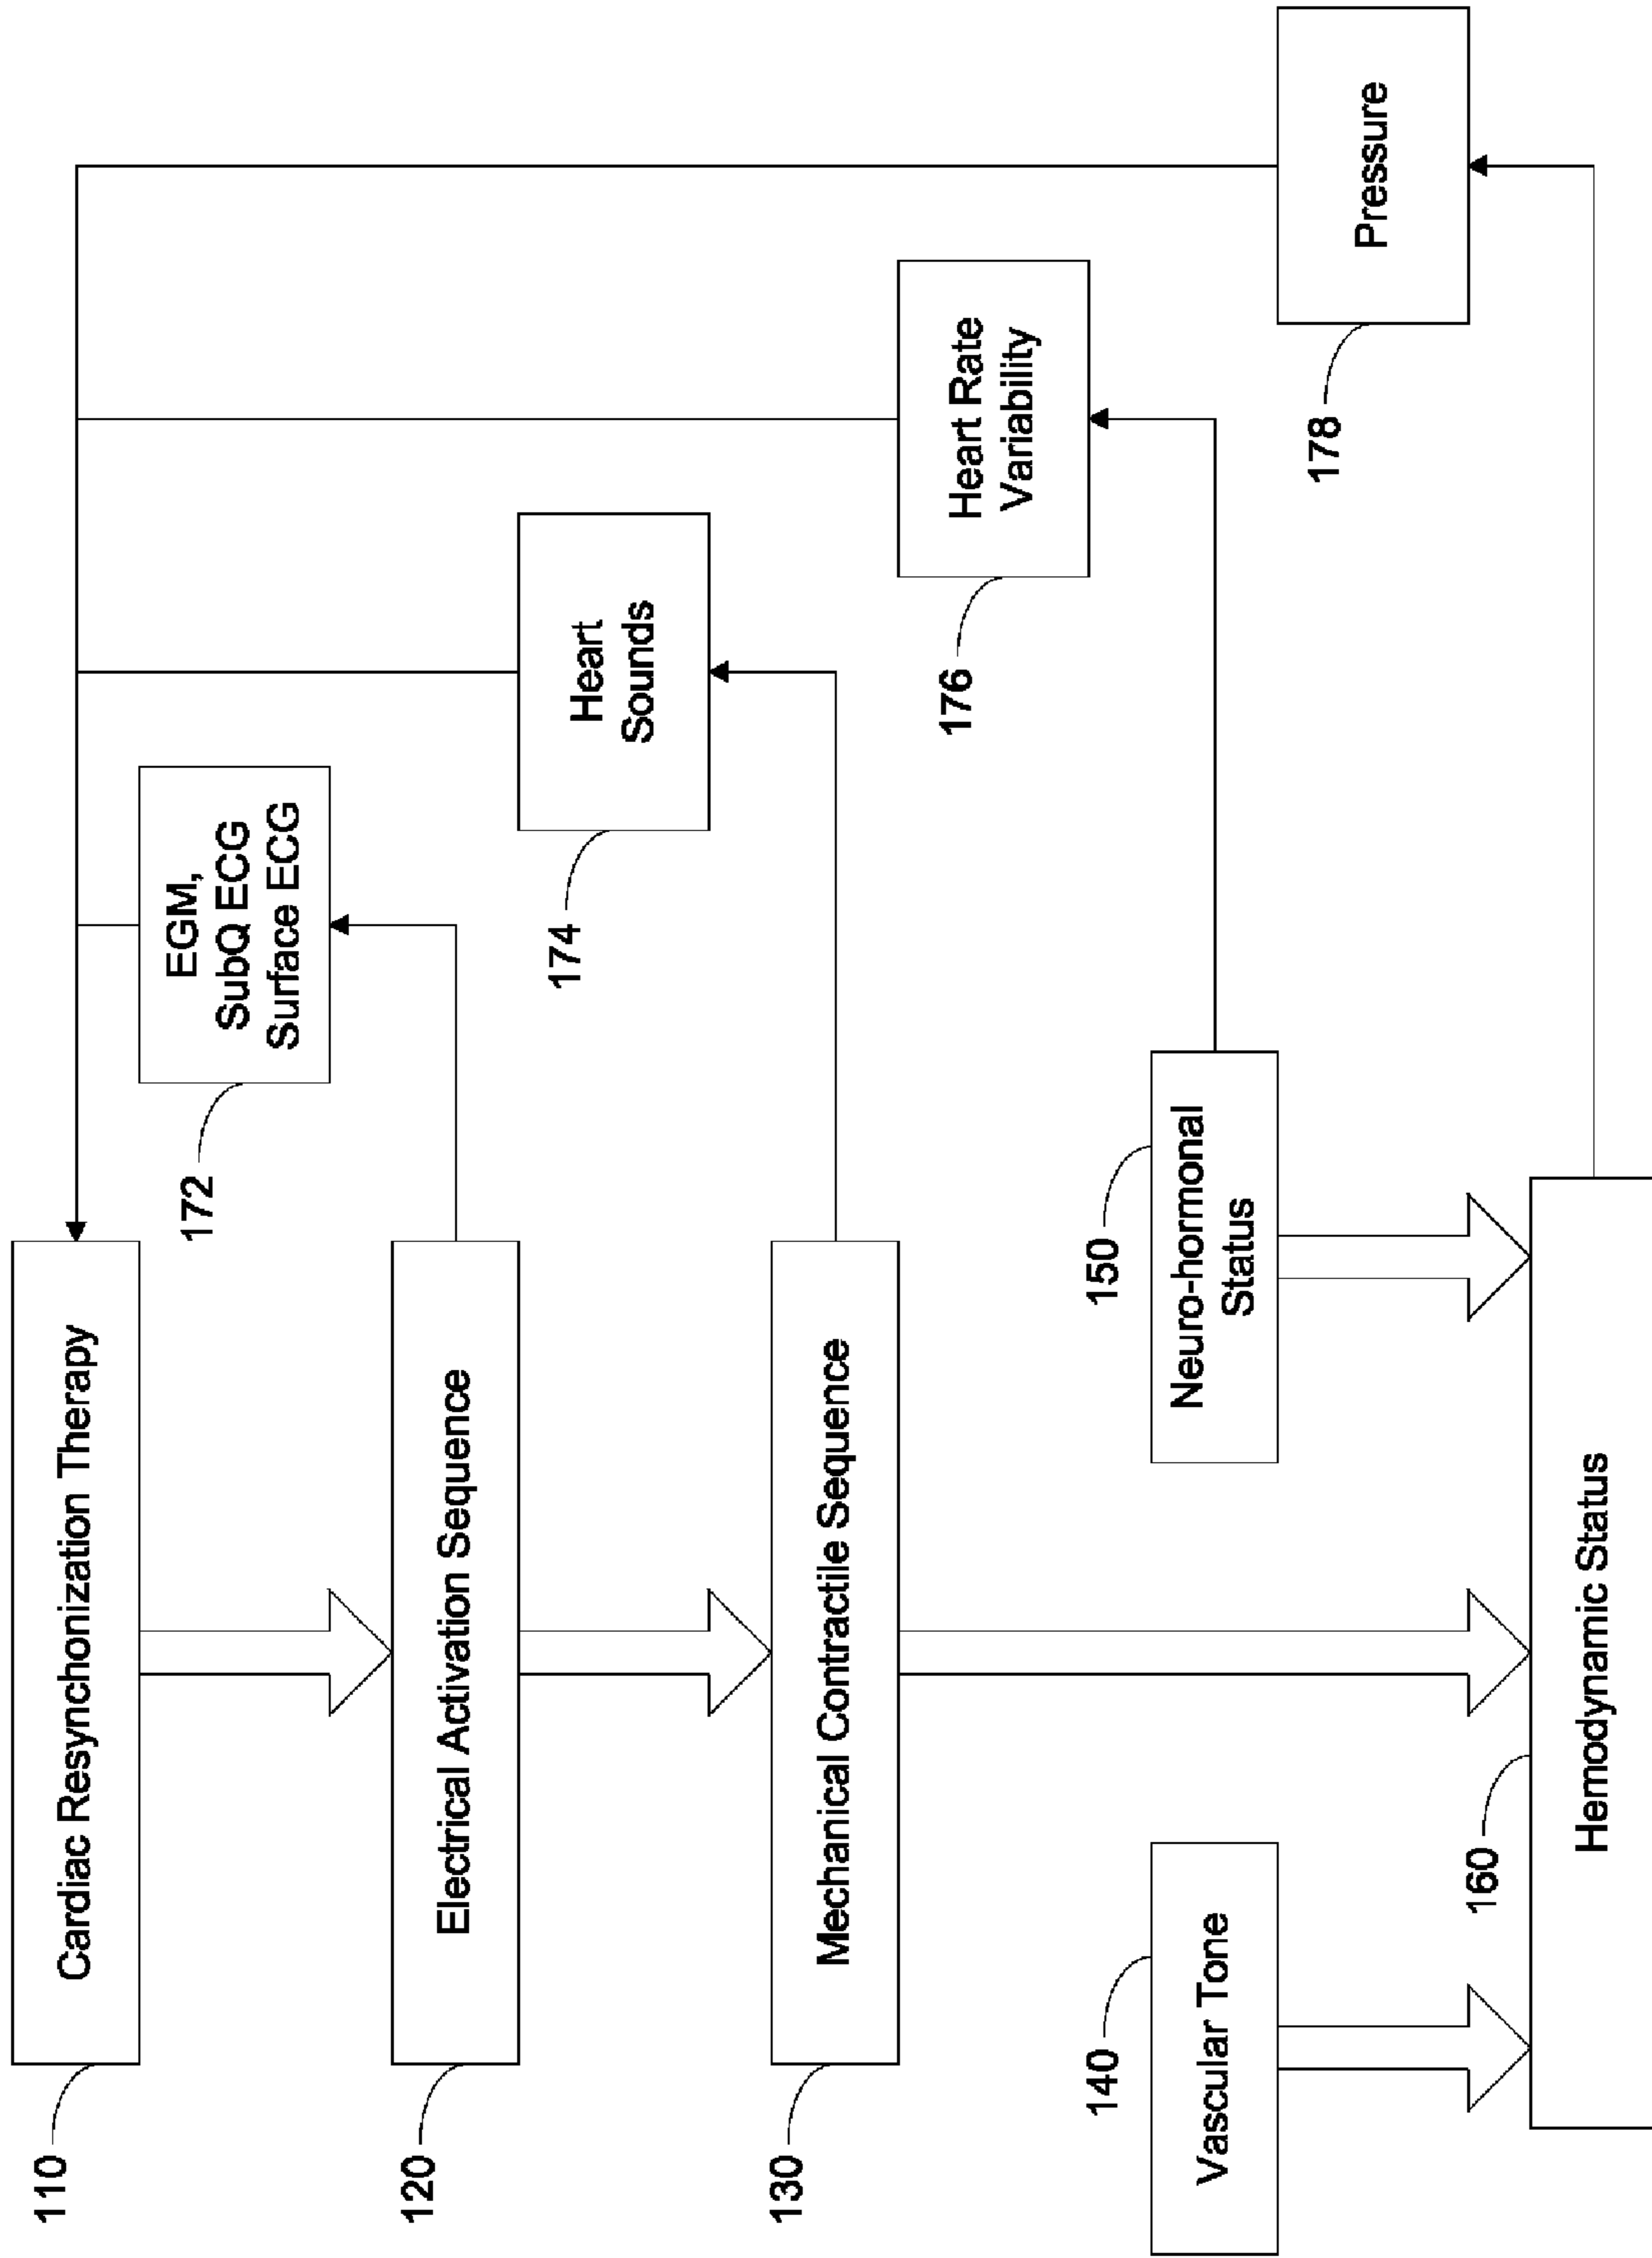 110
Cardiac Resynchonization Therapy
172
EGM,
SubQ ECG
Surface ECG
120
Electrical Activation Sequence
174
Heart
Sounds
130
Mechanical Contractile Sequence
176
Heart Rate
Variability
140
Vascular Tone
150
Neuro-hormonal
Status
178
Pressure
160
Hemodynamic Status